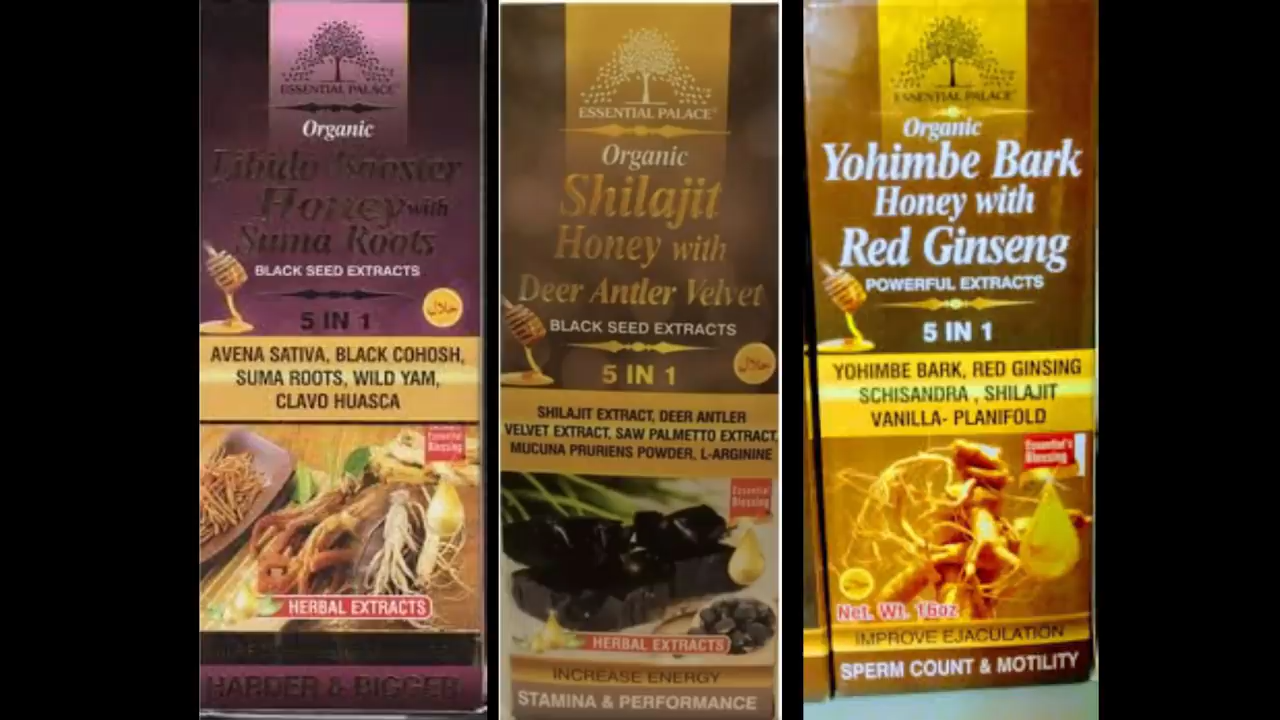 ESSENTIAL PALACE
Organic
Libido Booster
Honey with
Suma Roots
BLACK SEED EXTRACTS
5 IN 1
حلال
AVENA SATIVA, BLACK COHOSH,
SUMA ROOTS, WILD YAM,
CLAVO HUASCA
Blessing
HERBAL EXTRACTS
HARDER & BIGGER
ESSENTIAL PALACE
Organic
Shilajit
Honey with
Deer Antler Velvet
BLACK SEED EXTRACTS
5 IN 1
حلال
SHILAJIT EXTRACT, DEER ANTLER
VELVET EXTRACT, SAW PALMETTO EXTRACT,
MUCUNA PRURIENS POWDER, L-ARGININE
Essential
Blessing
HERBAL EXTRACTS
INCREASE ENERGY
STAMINA & PERFORMANCE
ESSENTIAL PALACE
Organic
Yohimbe Bark
Honey with
Red Ginseng
POWERFUL EXTRACTS
5 IN 1
YOHIMBE BARK, RED GINSING
SCHISANDRA , SHILAJIT
VANILLA- PLANIFOLD
Essential's
Blessing
Net. Wt. 16oz
IMPROVE EJACULATION
SPERM COUNT & MOTILITY